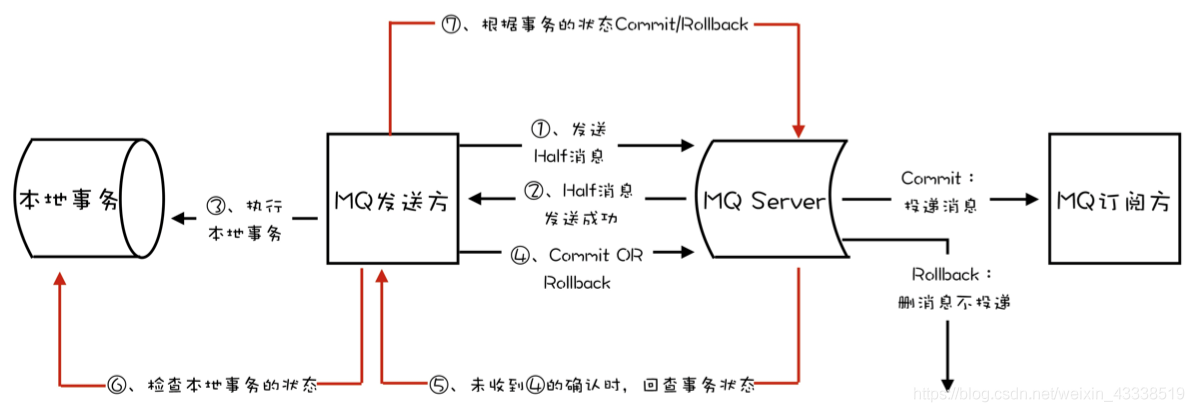 ⑦、根据事务的状态Commit/Rollback
①、发送
Half消息
本地事务
MQ发送方
②、Half消息
发送成功
MQ Server
Commit：
投递消息
MQ订阅方
③、执行
本地事务
④、Commit OR
Rollback
Rollback：
删消息不投递
⑥、检查本地事务的状态
⑤、未收到④的确认时，回查事务状态
https://blog.csdn.net/weixin_43338519